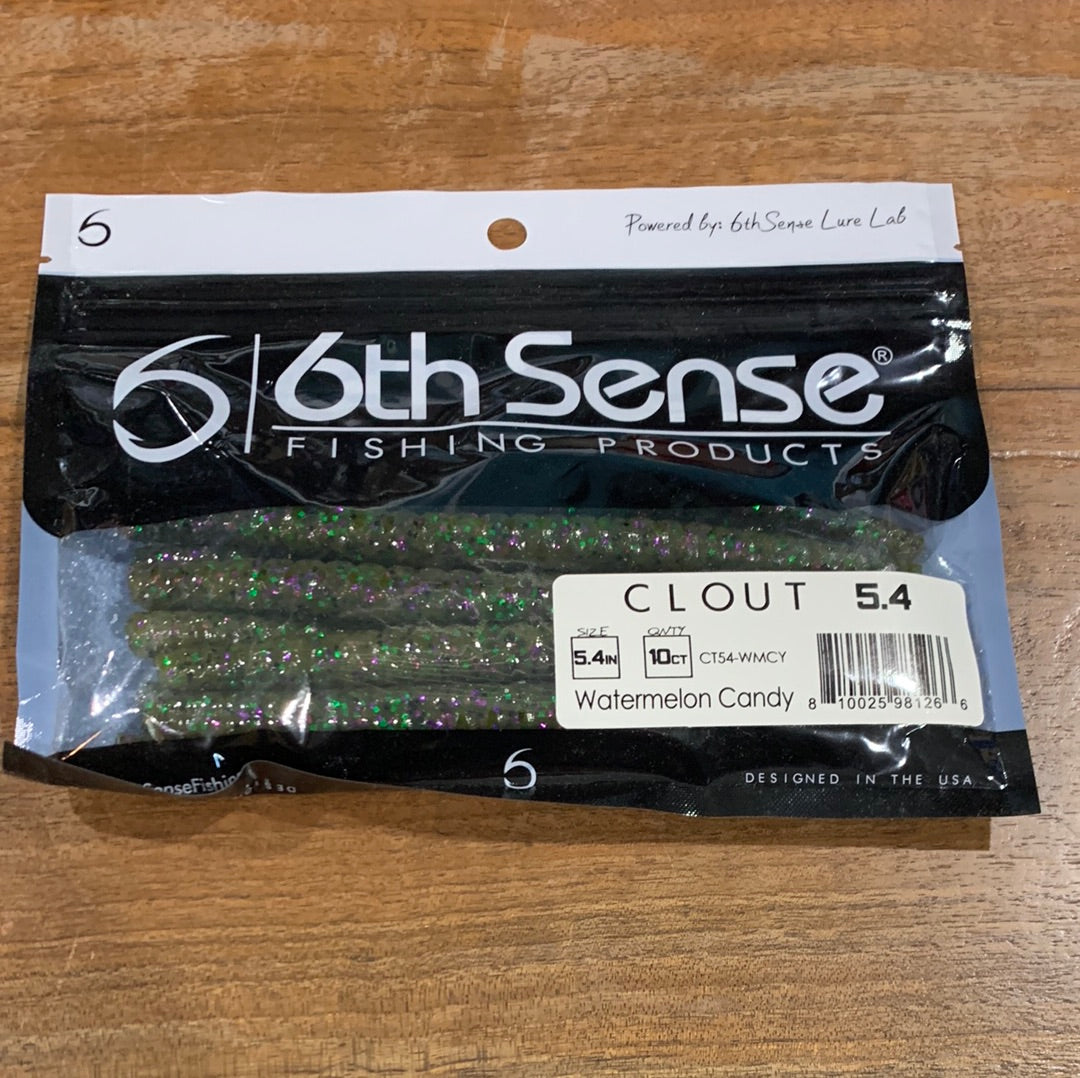 6 Powered by: 6thSense Lure Lab
6 6th Sense®
FISHING PRODUCTS
CLOUT 5.4
SIZE QNTY
5.4IN 10CT CT54-WMCY
Watermelon Candy
8 10025 98126 6
6 DESIGNED IN THE USA